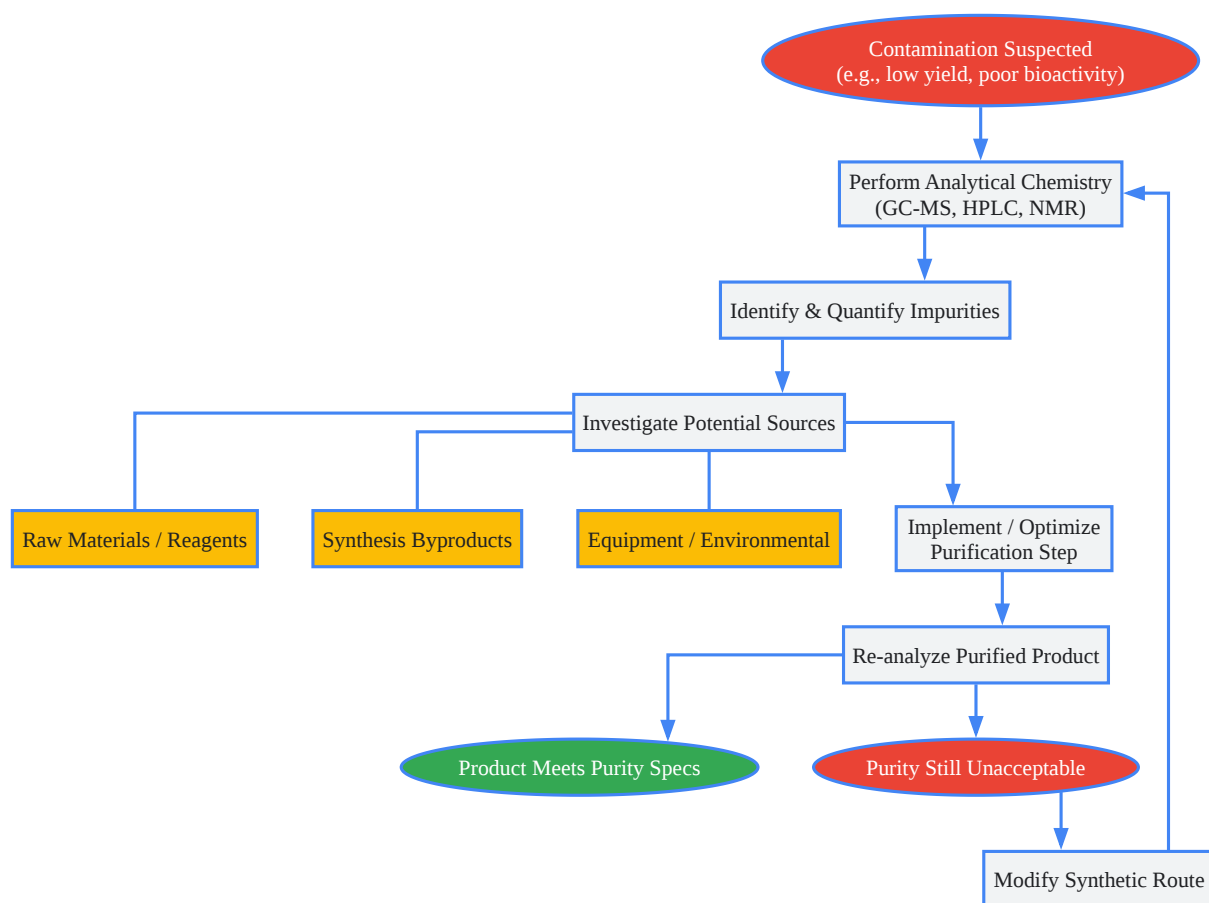 Contamination Suspected
(e.g., low yield, poor bioactivity)
Perform Analytical Chemistry
(GC-MS, HPLC, NMR)
Identify & Quantify Impurities
Investigate Potential Sources
Raw Materials / Reagents
Synthesis Byproducts
Equipment / Environmental
Implement / Optimize
Purification Step
Re-analyze Purified Product
Product Meets Purity Specs
Purity Still Unacceptable
Modify Synthetic Route